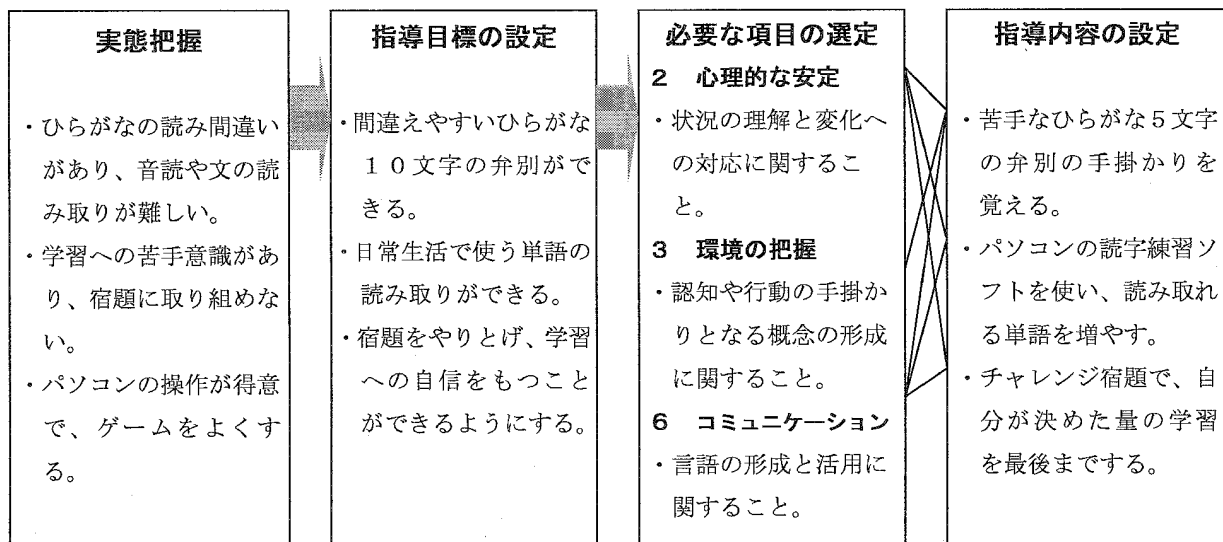 実態把握
・ひらがなの読み間違い
があり、音読や文の読
み取りが難しい。
・学習への苦手意識があ
り、宿題に取り組めな
い。
・パソコンの操作が得意
で、ゲームをよくす
る。
指導目標の設定
・間違えやすいひらがな
１０文字の弁別がで
きる。
・日常生活で使う単語の
読み取りができる。
・宿題をやりとげ、学習
への自信をもつこと
ができるようにする。
必要な項目の選定
２　心理的な安定
・状況の理解と変化へ
の対応に関するこ
と。
３　環境の把握
・認知や行動の手掛か
りとなる概念の形成
に関すること。
６　コミュニケーション
・言語の形成と活用に
関すること。
指導内容の設定
・苦手なひらがな５文字
の弁別の手掛かりを
覚える。
・パソコンの読字練習ソ
フトを使い、読み取れ
る単語を増やす。
・チャレンジ宿題で、自
分が決めた量の学習
を最後までする。